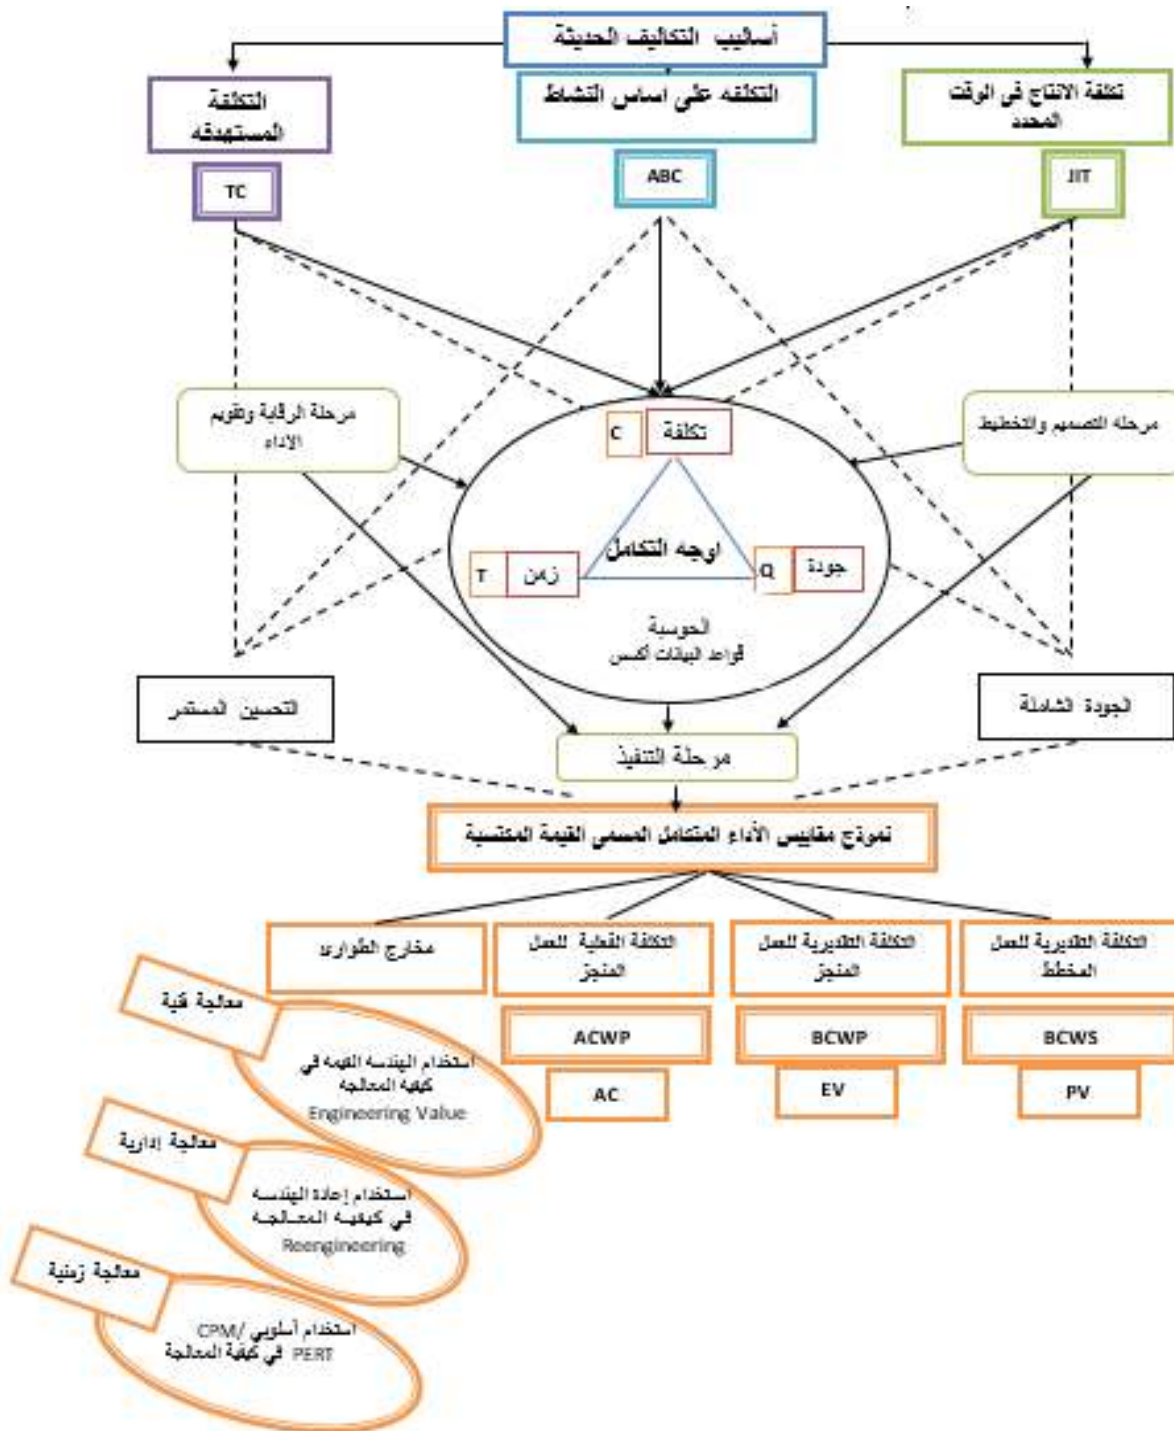 أساليب التكاليف الحديثة
تكلفة الانتاج في الوقت
المحدد
التكلفه على اساس النشاط
التكلفة
المستهدفه
JIT
ABC
TC
مرحله التصميم والتخطيط
مرحلة الرقابة وتقويم
الاداء
تكلفة
C
اوجه التكامل
جودة
Q
زمن
T
الحوسبة
قواعد البيانات أكسس
الجودة الشاملة
التحسين المستمر
مرحلة التنفيذ
نموذج مقاييس الأداء المتكامل المسمى القيمة المكتسبة
التكلفة التقديرية للعمل
المخطط
التكلفة التقديرية للعمل
المنجز
التكلفة الفعلية للعمل
المنجز
مخارج الطوارئ
BCWS
BCWP
ACWP
PV
EV
AC
معالجة فنية
استخدام الهندسه القيمه في
كيفيه المعالجه
Engineering Value
معالجة إدارية
استخدام إعادة الهندسه
في كيفيه المعالجه
Reengineering
معالجة زمنية
استخدام أسلوبي /CPM
PERT في كيفية المعالجة